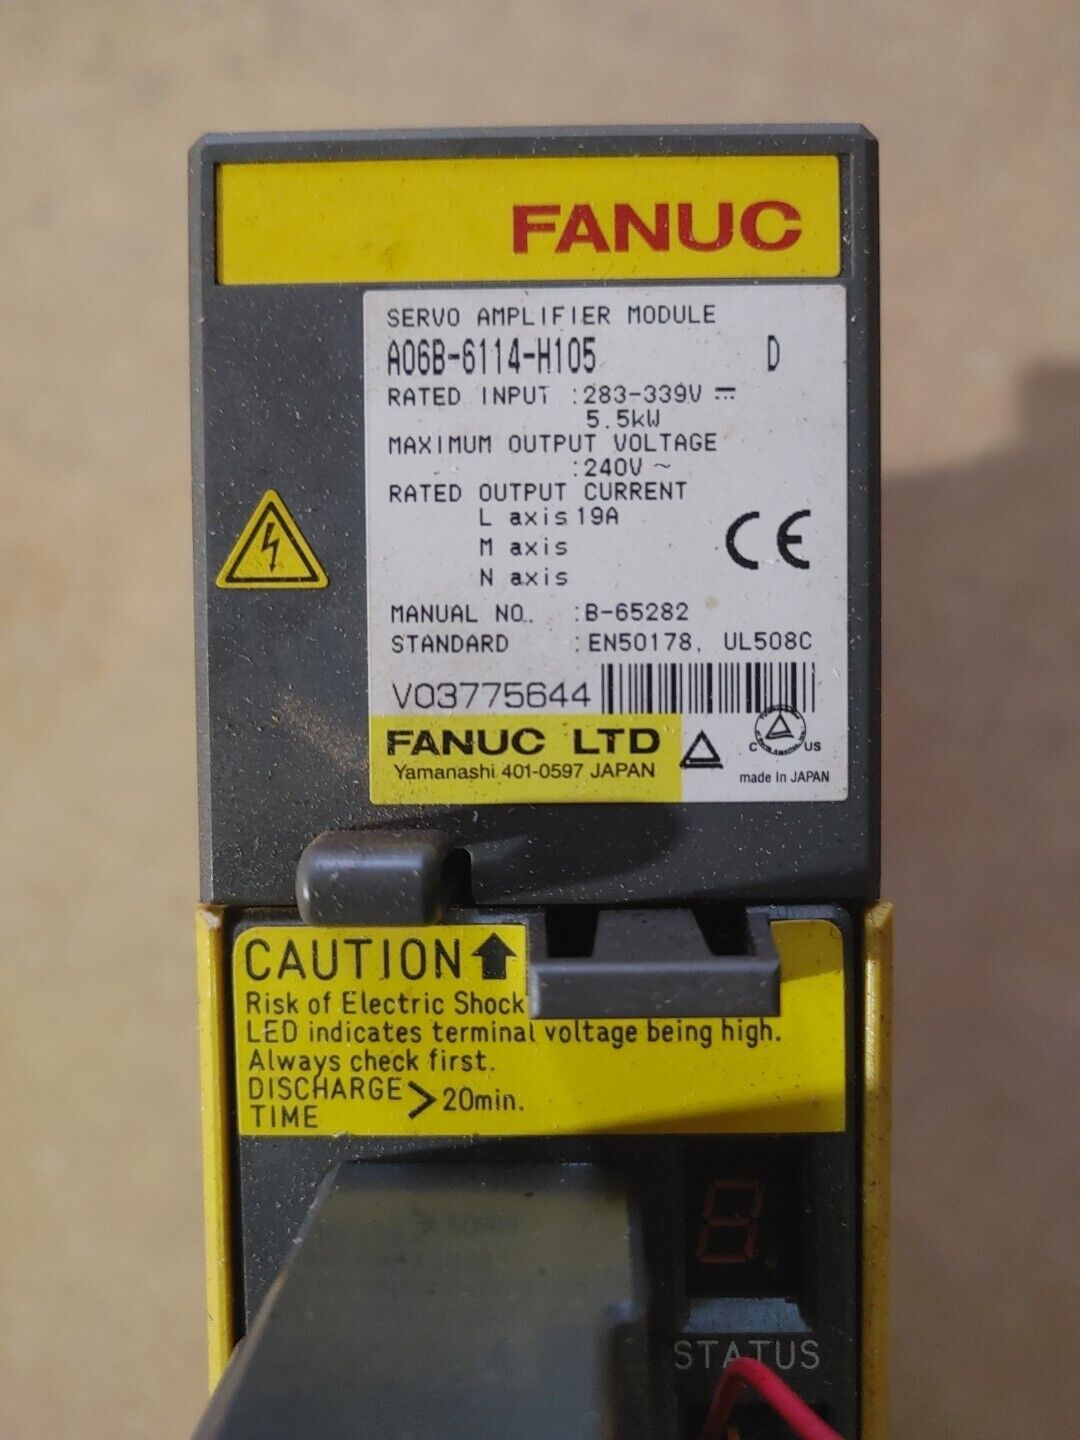 FANUC
SERVO AMPLIFIER MODULE
A06B-6114-H105 D
RATED INPUT :283-339V ⎓
5.5kW
MAXIMUM OUTPUT VOLTAGE
:240V ~
RATED OUTPUT CURRENT
L axis 19A
M axis
N axis
CE
MANUAL NO. :B-65282
STANDARD :EN50178, UL508C
V03775644
FANUC LTD
Yamanashi 401-0597 JAPAN
C US
made in JAPAN
CAUTION
Risk of Electric Shock
LED indicates terminal voltage being high.
Always check first.
DISCHARGE TIME > 20min.
8
STATUS